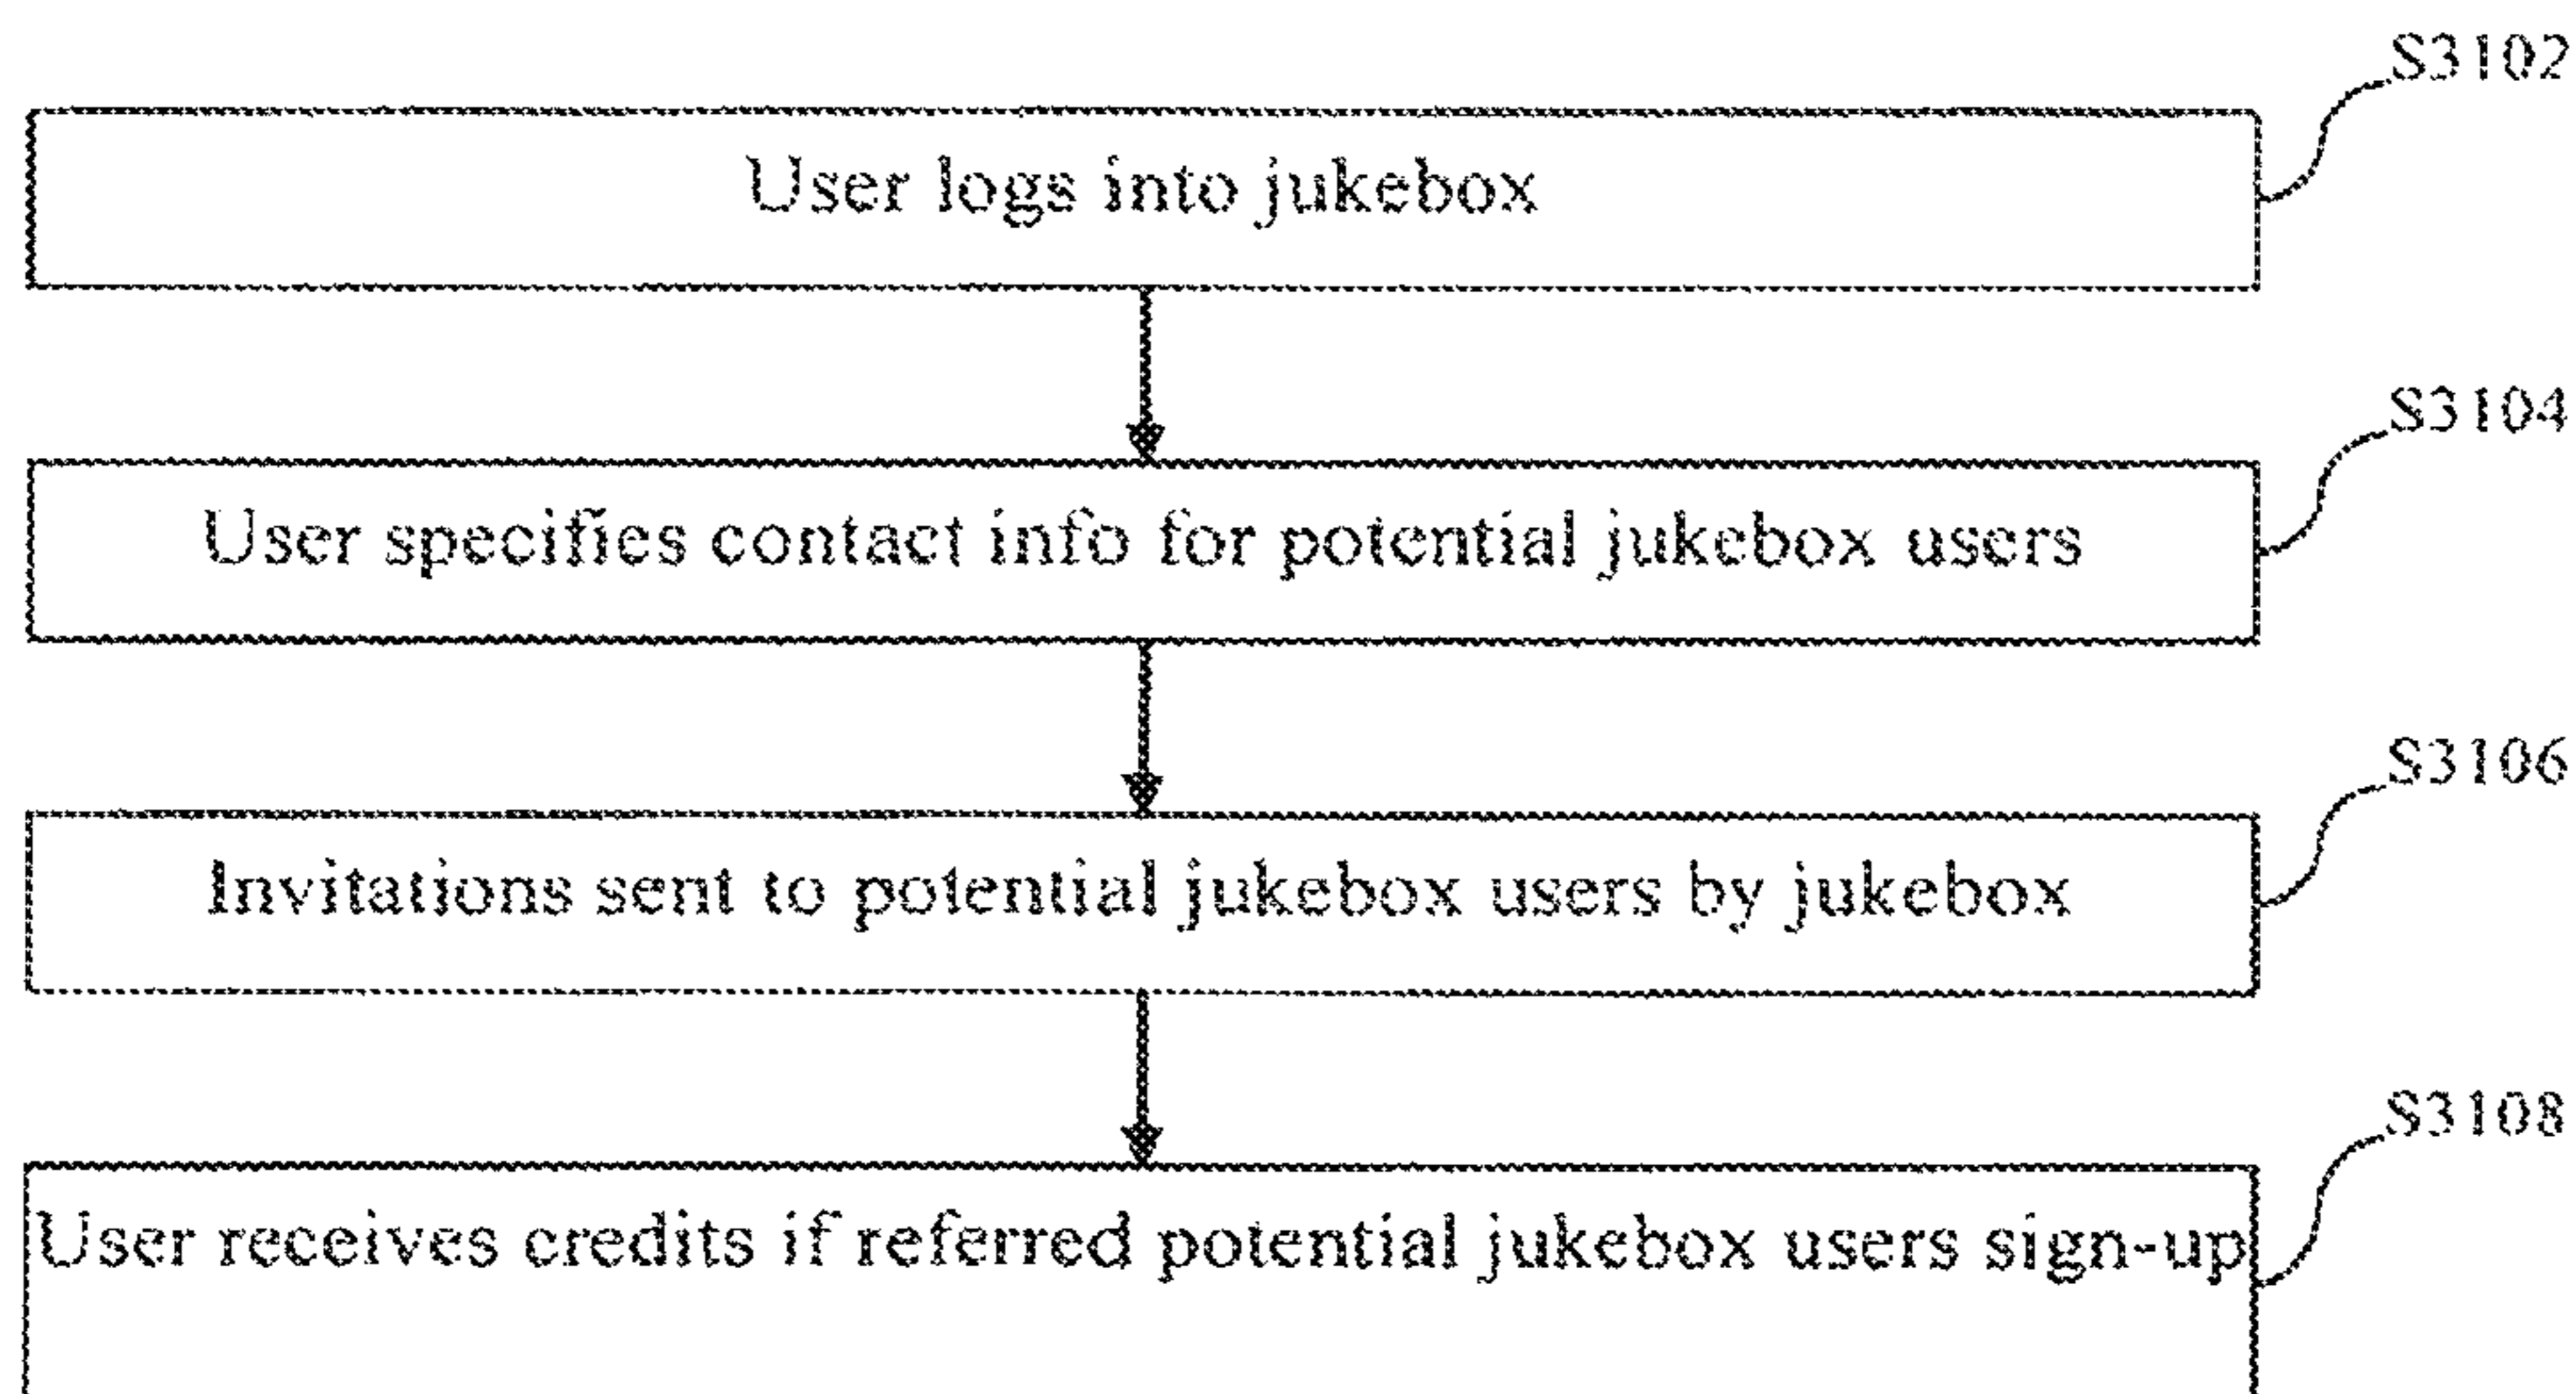 S3102
User logs into jukebox
S3104
User specifies contact info for potential jukebox users
S3106
Invitations sent to potential jukebox users by jukebox
S3108
User receives credits if referred potential jukebox users sign-up